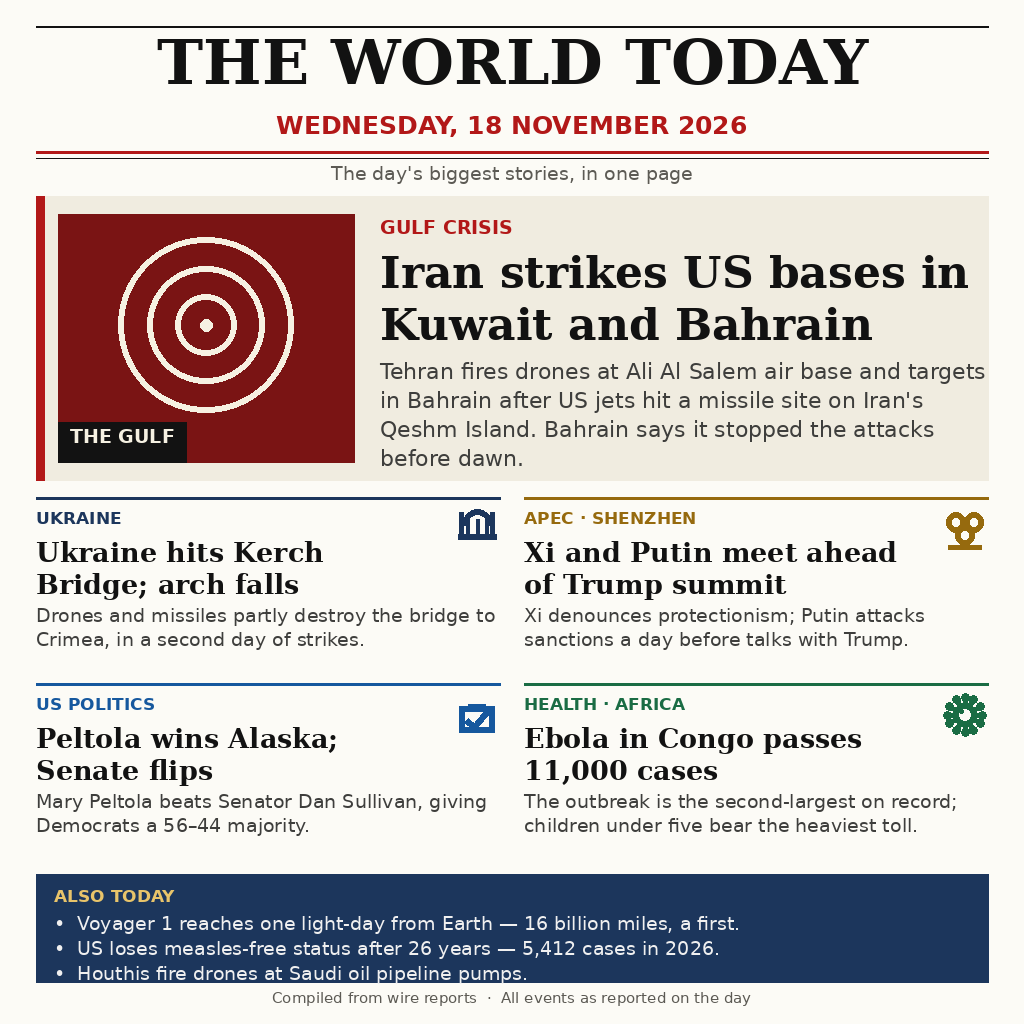 THE WORLD TODAY
WEDNESDAY, 18 NOVEMBER 2026
The day's biggest stories, in one page
THE GULF
GULF CRISIS
Iran strikes US bases in
Kuwait and Bahrain
Tehran fires drones at Ali Al Salem air base and targets
in Bahrain after US jets hit a missile site on Iran's
Qeshm Island. Bahrain says it stopped the attacks
before dawn.
UKRAINE
Ukraine hits Kerch
Bridge; arch falls
Drones and missiles partly destroy the bridge to
Crimea, in a second day of strikes.
APEC · SHENZHEN
Xi and Putin meet ahead
of Trump summit
Xi denounces protectionism; Putin attacks
sanctions a day before talks with Trump.
US POLITICS
Peltola wins Alaska;
Senate flips
Mary Peltola beats Senator Dan Sullivan, giving
Democrats a 56–44 majority.
HEALTH · AFRICA
Ebola in Congo passes
11,000 cases
The outbreak is the second-largest on record;
children under five bear the heaviest toll.
ALSO TODAY
• Voyager 1 reaches one light-day from Earth — 16 billion miles, a first.
• US loses measles-free status after 26 years — 5,412 cases in 2026.
• Houthis fire drones at Saudi oil pipeline pumps.
Compiled from wire reports · All events as reported on the day